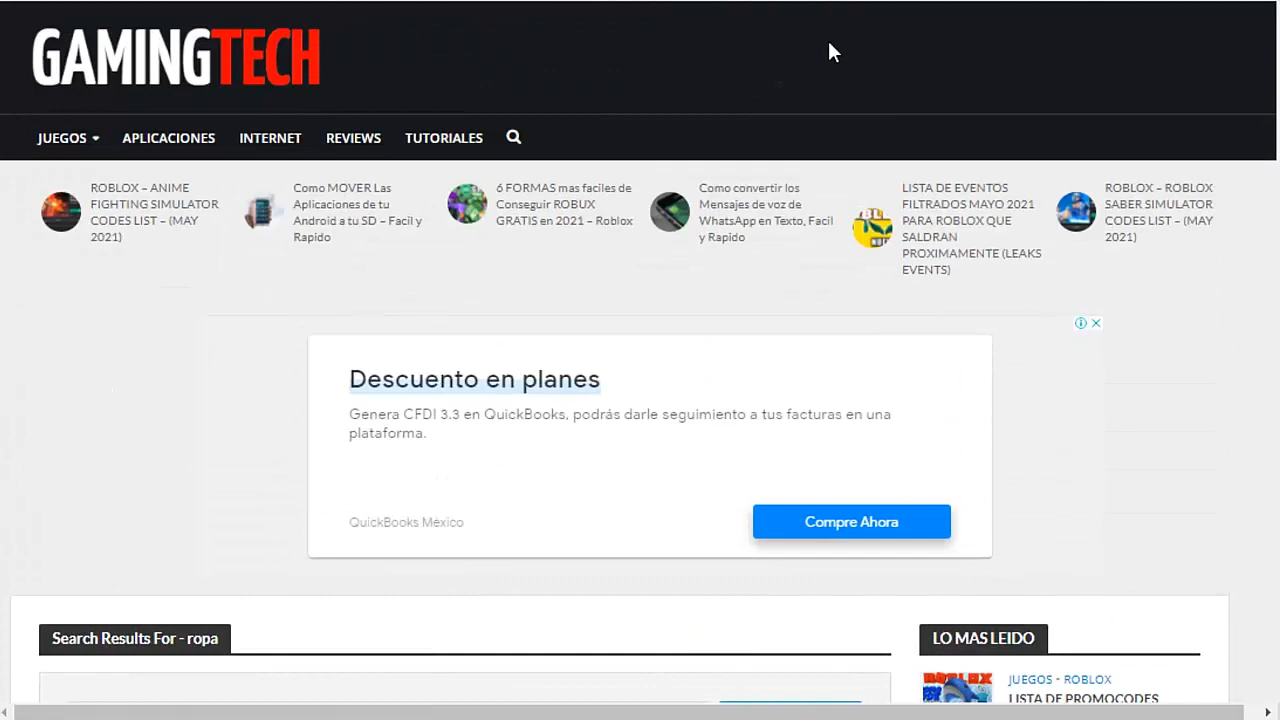 GAMINGTECH
JUEGOS APLICACIONES INTERNET REVIEWS TUTORIALES
ROBLOX – ANIME
FIGHTING SIMULATOR
CODES LIST – (MAY
2021)
Como MOVER Las
Aplicaciones de tu
Android a tu SD – Facil y
Rapido
6 FORMAS mas faciles de
Conseguir ROBUX
GRATIS en 2021 – Roblox
Como convertir los
Mensajes de voz de
WhatsApp en Texto, Facil
y Rapido
LISTA DE EVENTOS
FILTRADOS MAYO 2021
PARA ROBLOX QUE
SALDRAN
PROXIMAMENTE (LEAKS
EVENTS)
ROBLOX – ROBLOX
SABER SIMULATOR
CODES LIST – (MAY
2021)
Descuento en planes
Genera CFDI 3.3 en QuickBooks, podrás darle seguimiento a tus facturas en una
plataforma.
QuickBooks México
Compre Ahora
Search Results For - ropa
LO MAS LEIDO
ROBLOX
JUEGOS - ROBLOX
LISTA DE PROMOCODES